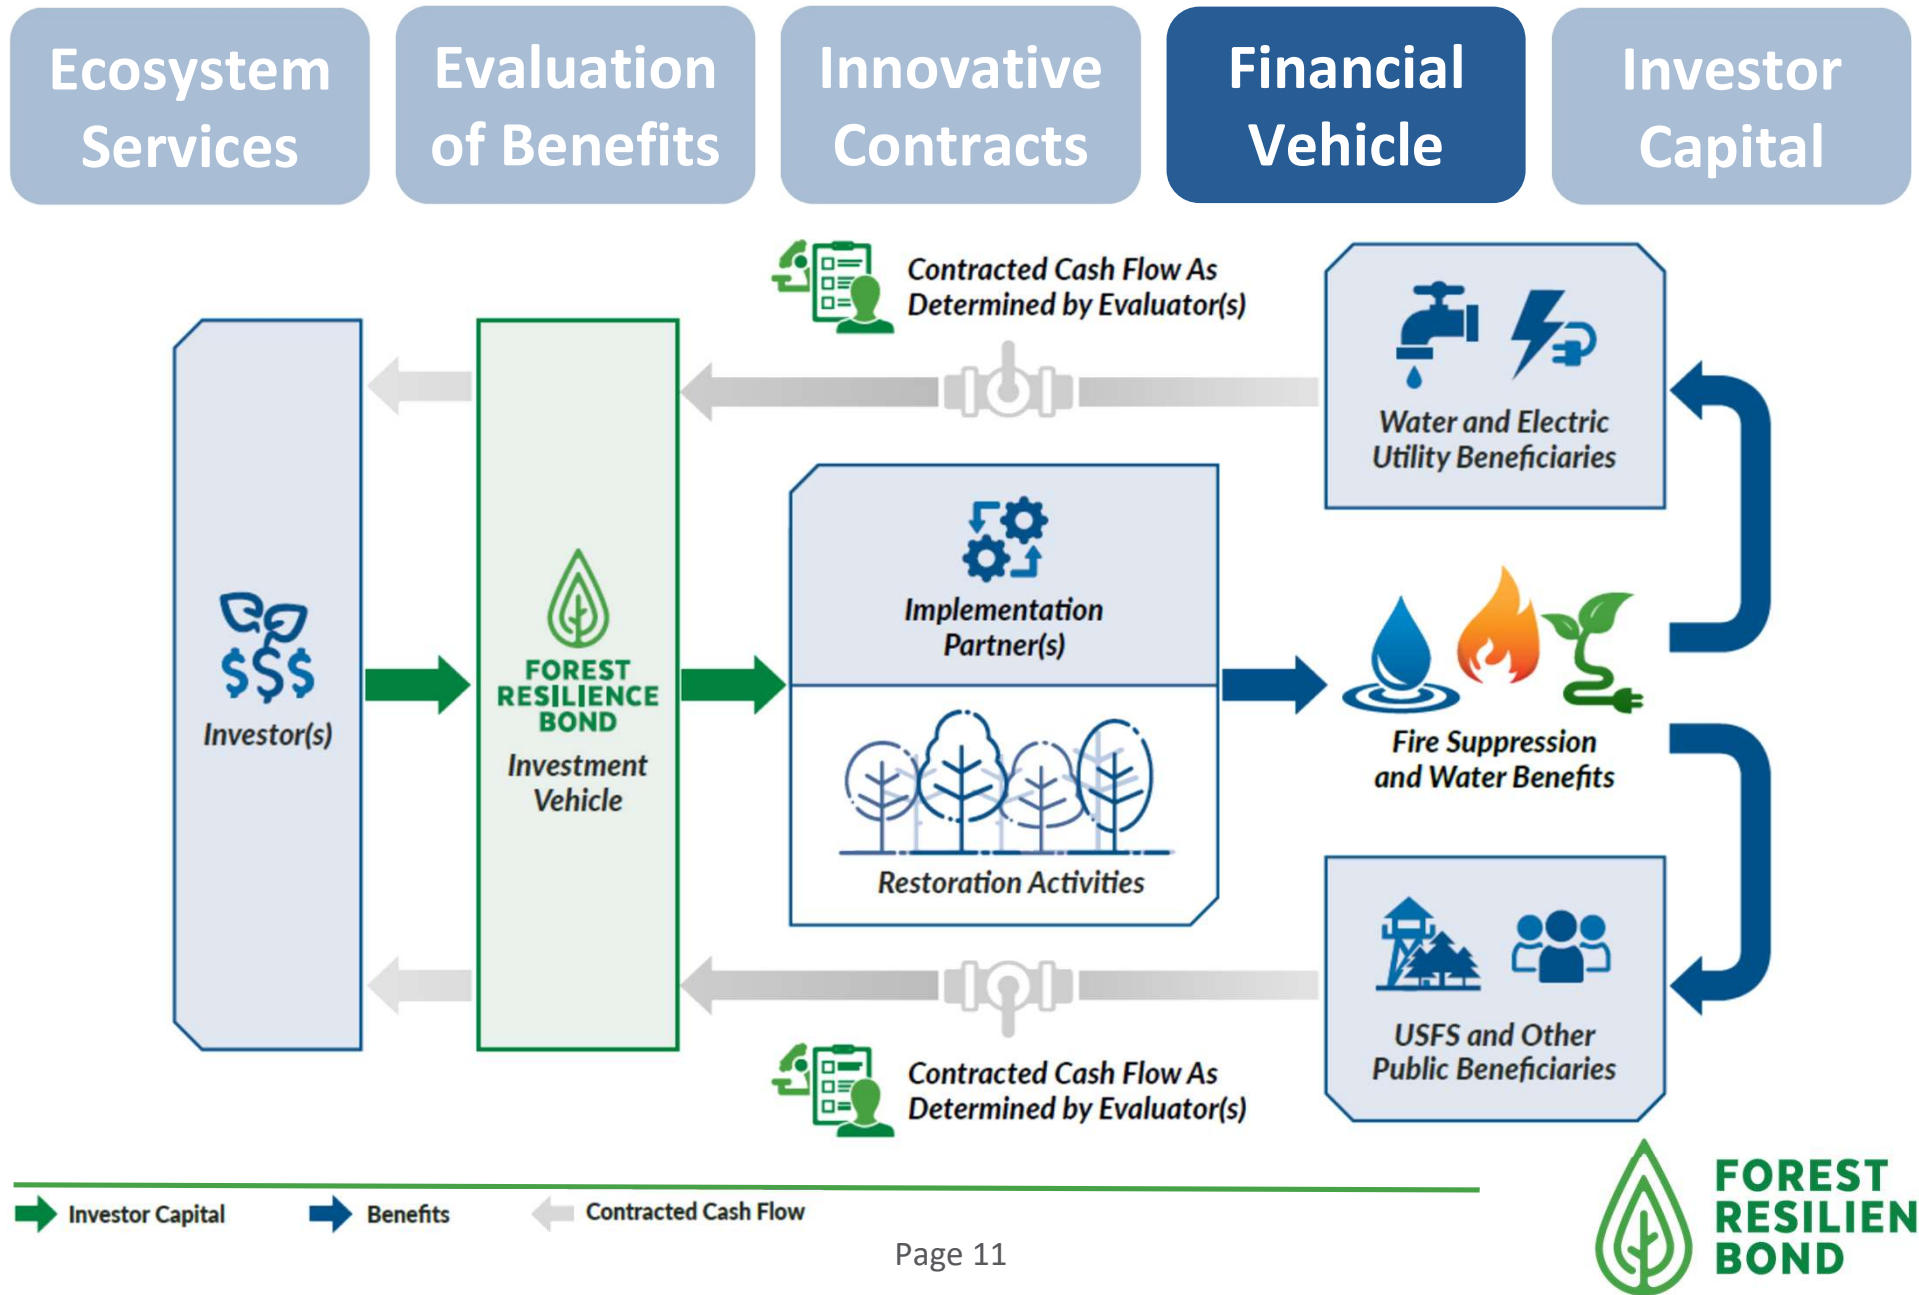 Ecosystem
Services
Evaluation
of Benefits
Innovative
Contracts
Financial
Vehicle
Investor
Capital
Contracted Cash Flow As
Determined by Evaluator(s)
Water and Electric
Utility Beneficiaries
Implementation
Partner(s)
Investor(s)
FOREST
RESILIENCE
BOND
Investment
Vehicle
Restoration Activities
Fire Suppression
and Water Benefits
USFS and Other
Public Beneficiaries
Contracted Cash Flow As
Determined by Evaluator(s)
Investor Capital
Benefits
Contracted Cash Flow
Page 11
FOREST
RESILIEN
BOND